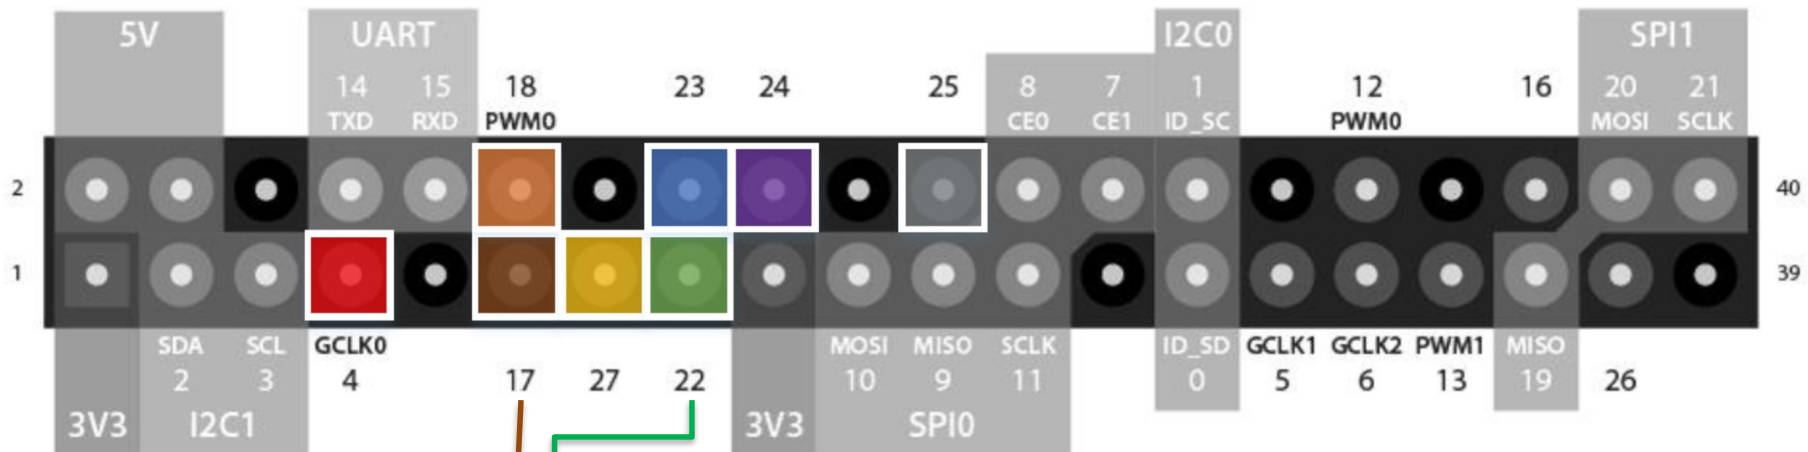 5V UART I2C0 SPI1
14 15 18 23 24 25 8 7 1 12 16 20 21
TXD RXD PWM0 CE0 CE1 ID_SC PWM0 MOSI SCLK
2 40
1 39
SDA SCL GCLK0 MOSI MISO SCLK ID_SD GCLK1 GCLK2 PWM1 MISO
2 3 4 17 27 22 10 9 11 0 5 6 13 19 26
3V3 I2C1 3V3 SPI0